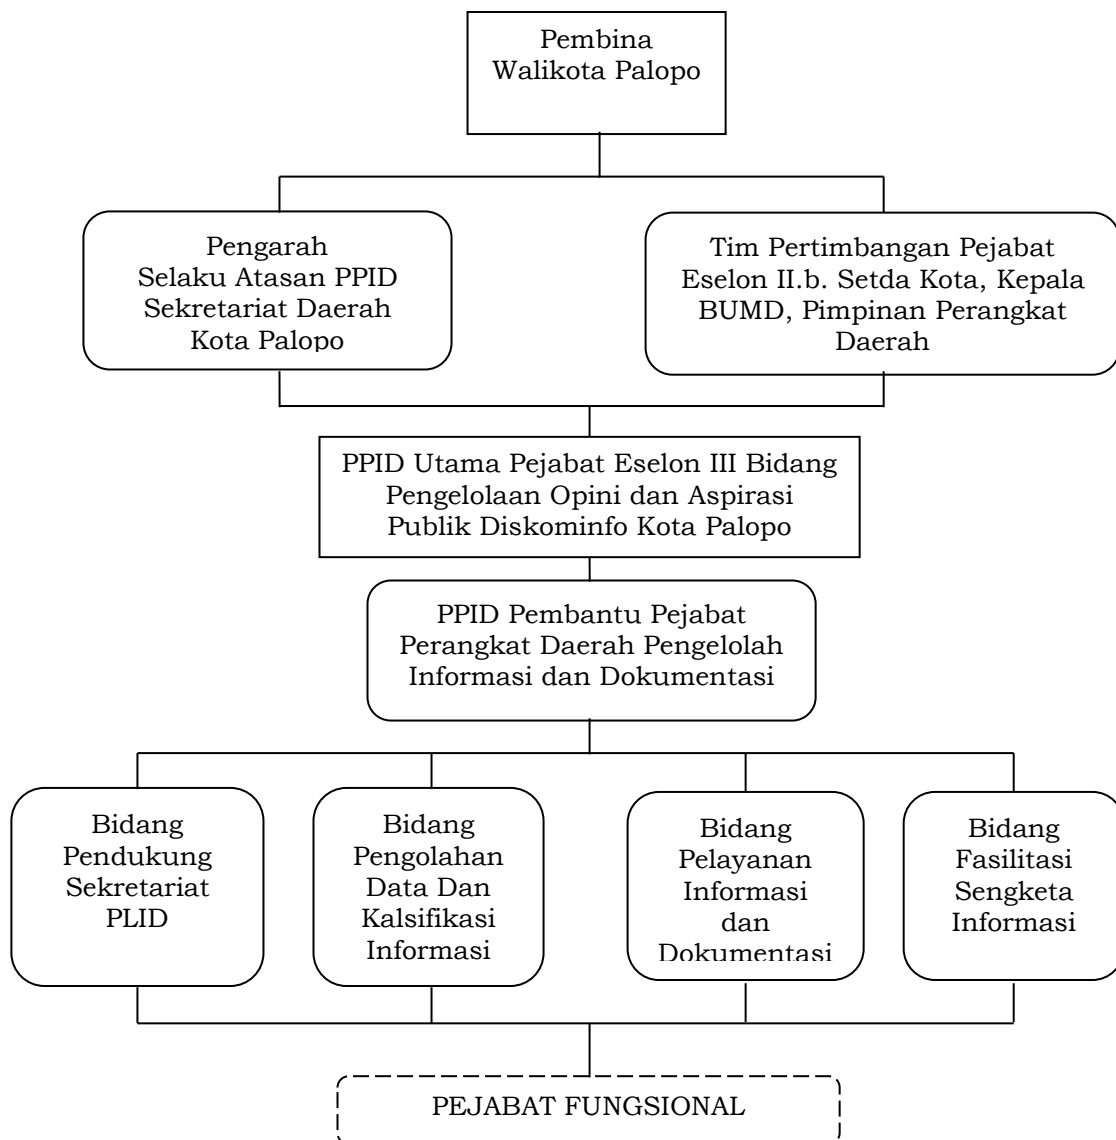 Pembina
Walikota Palopo
Pengarah
Selaku Atasan PPID
Sekretariat Daerah
Kota Palopo
Tim Pertimbangan Pejabat
Eselon II.b. Setda Kota, Kepala
BUMD, Pimpinan Perangkat
Daerah
PPID Utama Pejabat Eselon III Bidang
Pengelolaan Opini dan Aspirasi
Publik Diskominfo Kota Palopo
PPID Pembantu Pejabat
Perangkat Daerah Pengelolah
Informasi dan Dokumentasi
Bidang
Pendukung
Sekretariat
PLID
Bidang
Pengolahan
Data Dan
Kalsifikasi
Informasi
Bidang
Pelayanan
Informasi
dan
Dokumentasi
Bidang
Fasilitasi
Sengketa
Informasi
PEJABAT FUNGSIONAL